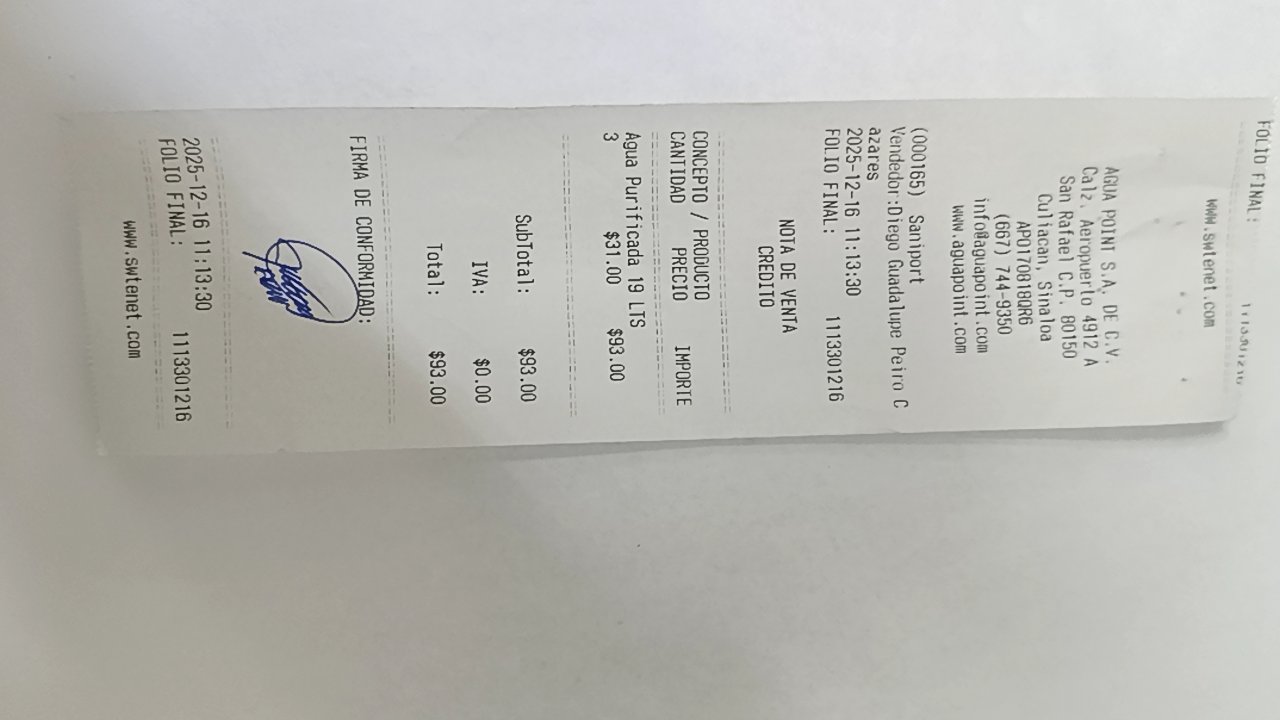 FOLIO FINAL:
www.swtenet.com
AGUA POINI S.A. DE C.V.
Calz. Aeropuerto 4912 A
San Rafael C.P. 80150
Culiacan, Sinaloa
APO170818QR6
(667) 744-9350
info@aguapoint.com
www.aguapoint.com
(000165) Saniport
Vendedor:Diego Guadalupe Peiro C
azares
2025-12-16 11:13:30
FOLIO FINAL: 1113301216
NOTA DE VENTA
CREDITO
CONCEPTO / PRODUCTO
CANTIDAD PRECIO IMPORTE
Agua Purificada 19 LTS
3 $31.00 $93.00
SubTotal: $93.00
IVA: $0.00
Total: $93.00
FIRMA DE CONFORMIDAD:
2025-12-16 11:13:30
FOLIO FINAL: 1113301216
www.swtenet.com